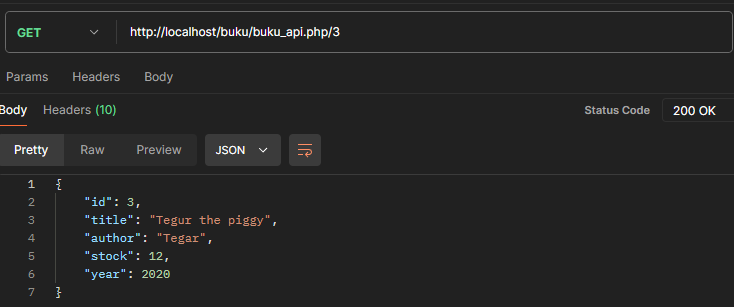 GET http://localhost/buku/buku_api.php/3
Params Headers Body
Body Headers (10) Status Code 200 OK
Pretty Raw Preview JSON
1 {
2 "id": 3,
3 "title": "Tegur the piggy",
4 "author": "Tegar",
5 "stock": 12,
6 "year": 2020
7 }